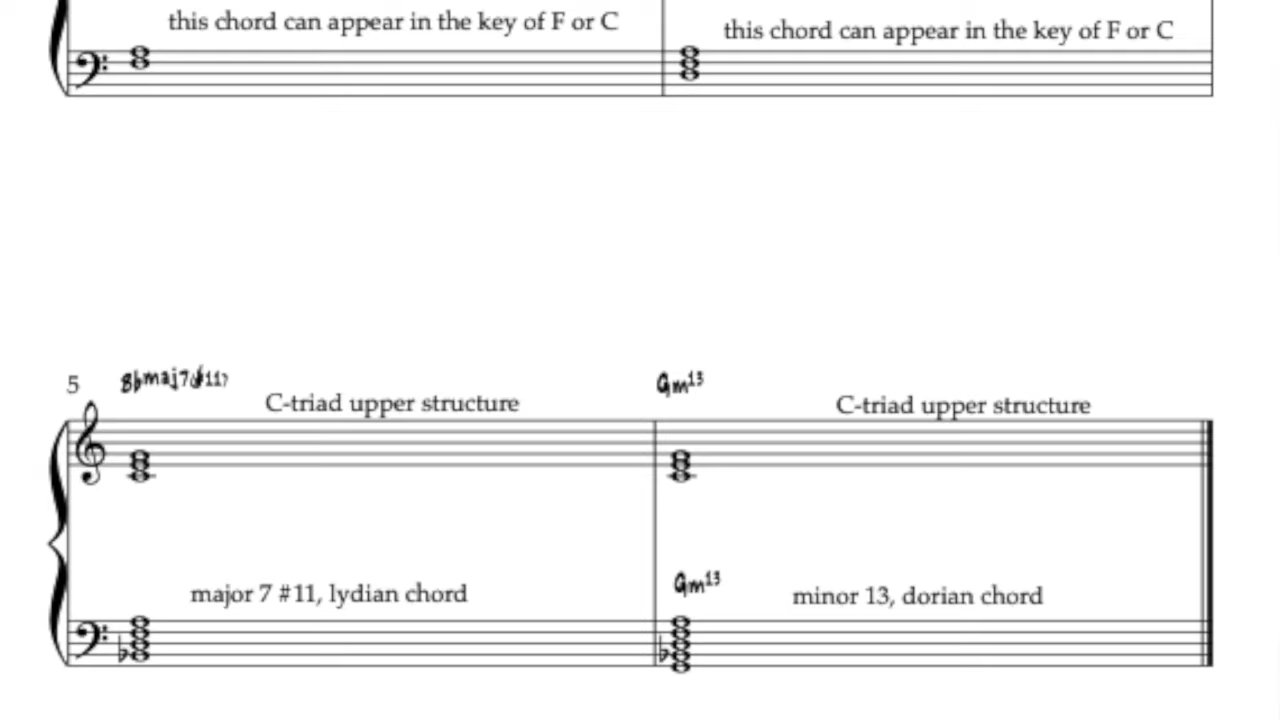 this chord can appear in the key of F or C
this chord can appear in the key of F or C
5
B♭maj7(#11)
Gm13
C-triad upper structure
C-triad upper structure
Gm13
major 7 #11, lydian chord
minor 13, dorian chord